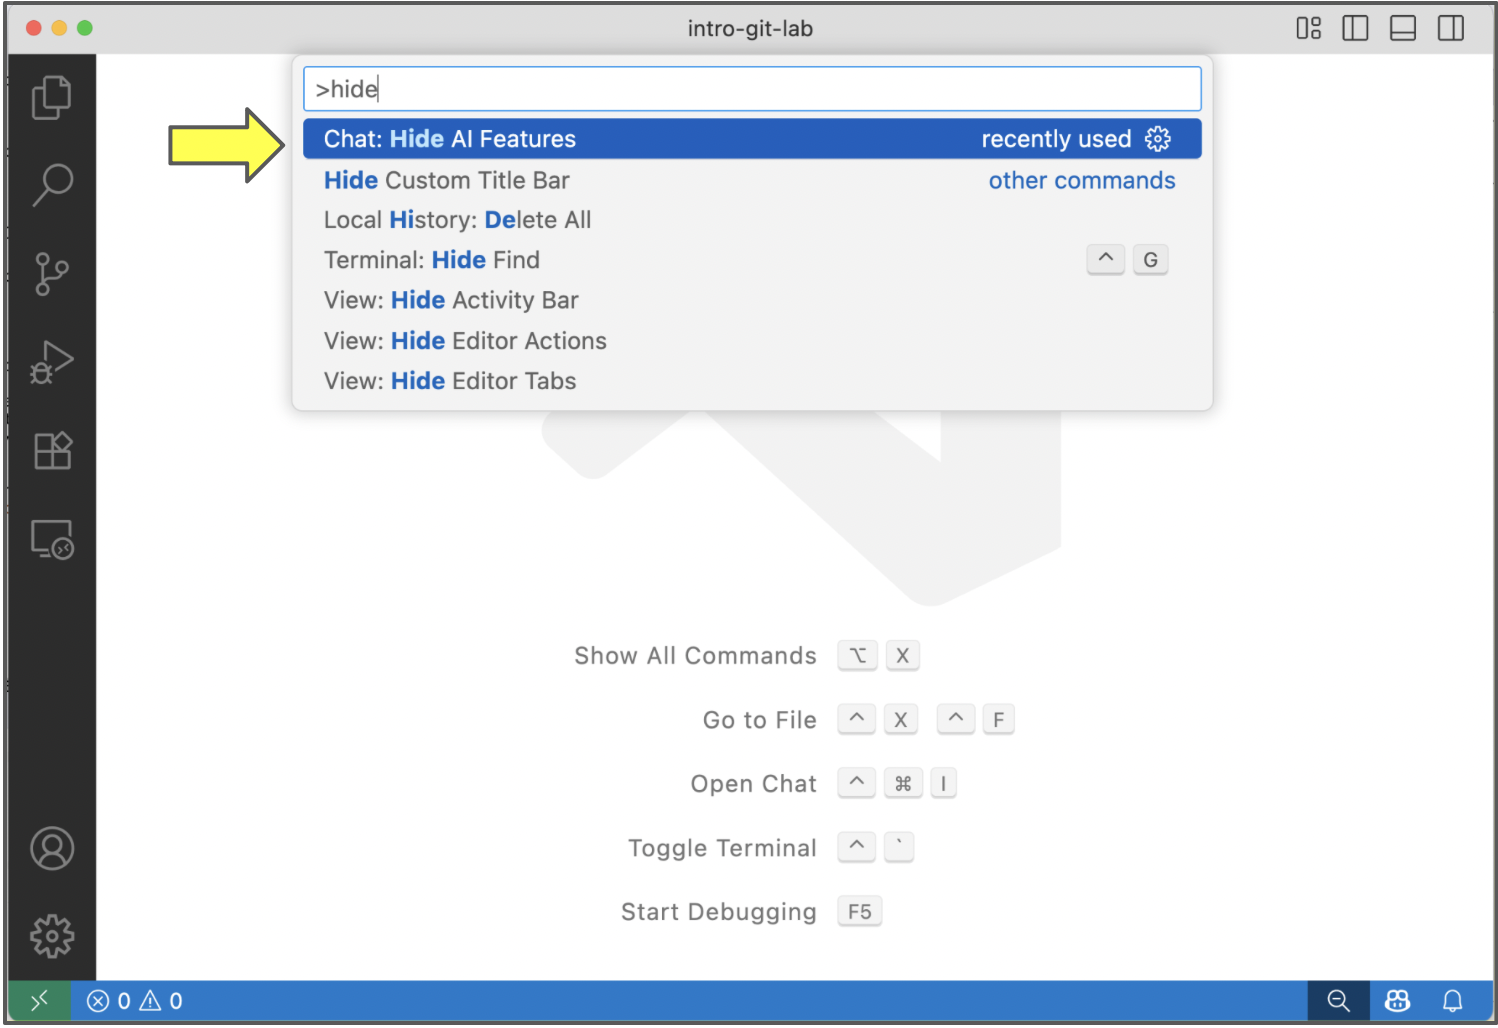 intro-git-lab
>hide
Chat: Hide AI Features recently used
Hide Custom Title Bar other commands
Local History: Delete All
Terminal: Hide Find ^ G
View: Hide Activity Bar
View: Hide Editor Actions
View: Hide Editor Tabs
Show All Commands ⌥ X
Go to File ^ X ^ F
Open Chat ^ ⌘ I
Toggle Terminal ^ `
Start Debugging F5
0 0